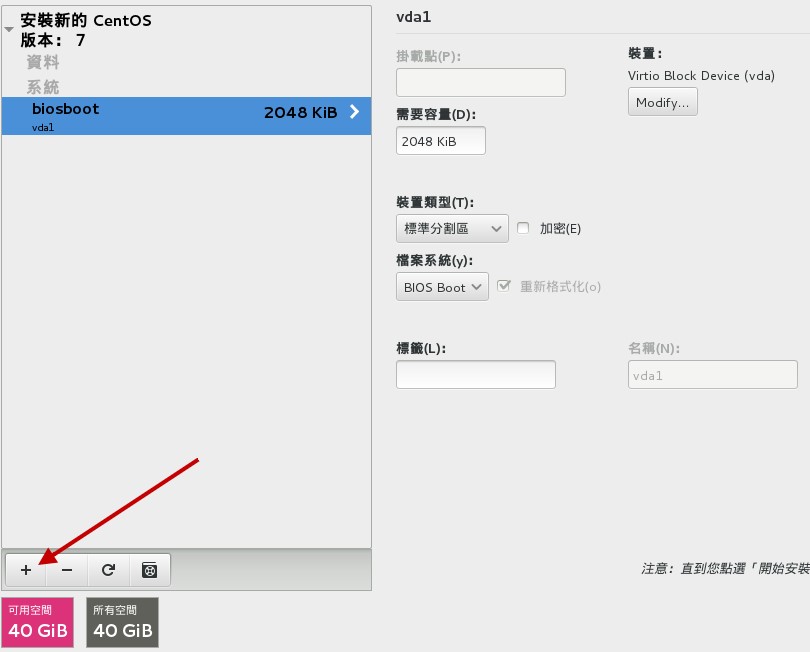 安裝新的 CentOS
版本： 7
資料
系統
biosboot
2048 KiB
vda1
可用空間
40 GiB
所有空間
40 GiB
vda1
掛載點(P):
裝置：
Virtio Block Device (vda)
Modify...
需要容量(D):
2048 KiB
裝置類型(T):
標準分割區
加密(E)
檔案系統(y):
BIOS Boot
重新格式化(o)
標籤(L):
名稱(N):
vda1
注意： 直到您點選「開始安裝